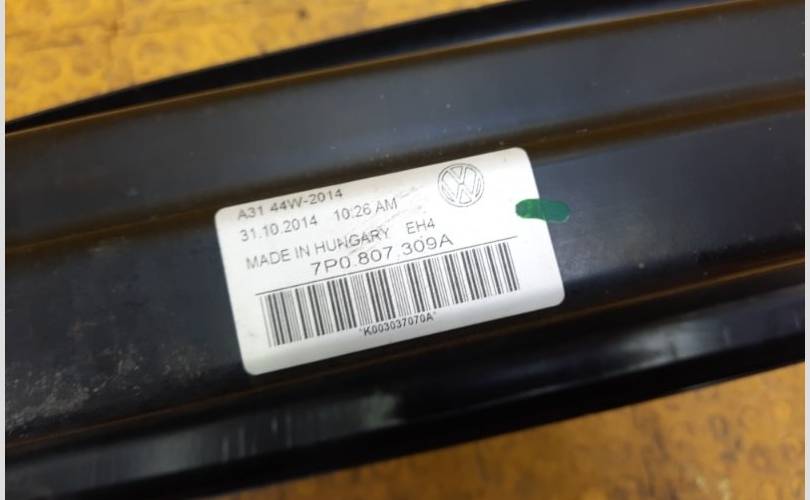 A31 44W-2014
31.10.2014 10:26 AM
MADE IN HUNGARY EH4
7P0.807.309A
*K003037070A*